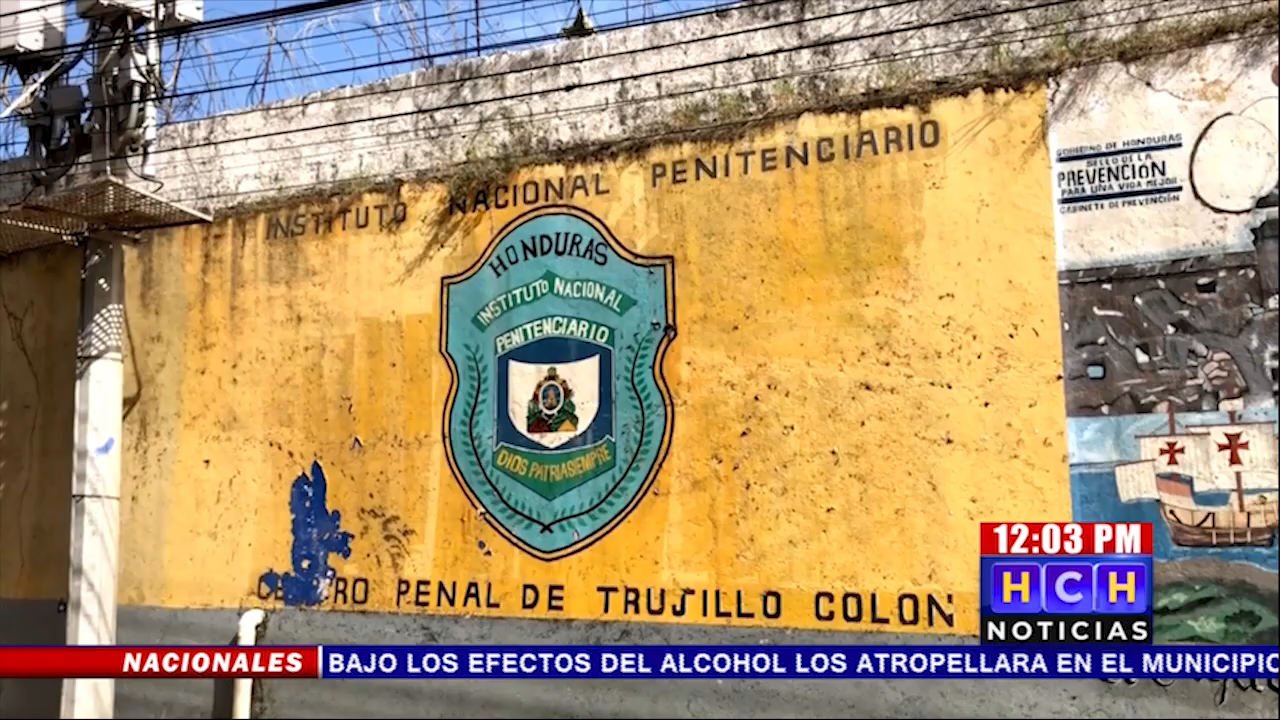 INSTITUTO NACIONAL PENITENCIARIO
GOBIERNO DE HONDURAS
SELLO DE LA
PREVENCIÓN
PARA UNA VIDA MEJOR
GABINETE DE PREVENCIÓN
HONDURAS
INSTITUTO NACIONAL
PENITENCIARIO
DIOS PATRIA SIEMPRE
PENAL DE TRUJILLO COLON
12:03 PM
HCH
NOTICIAS
NACIONALES
BAJO LOS EFECTOS DEL ALCOHOL LOS ATROPELLARA EN EL MUNICIPIO